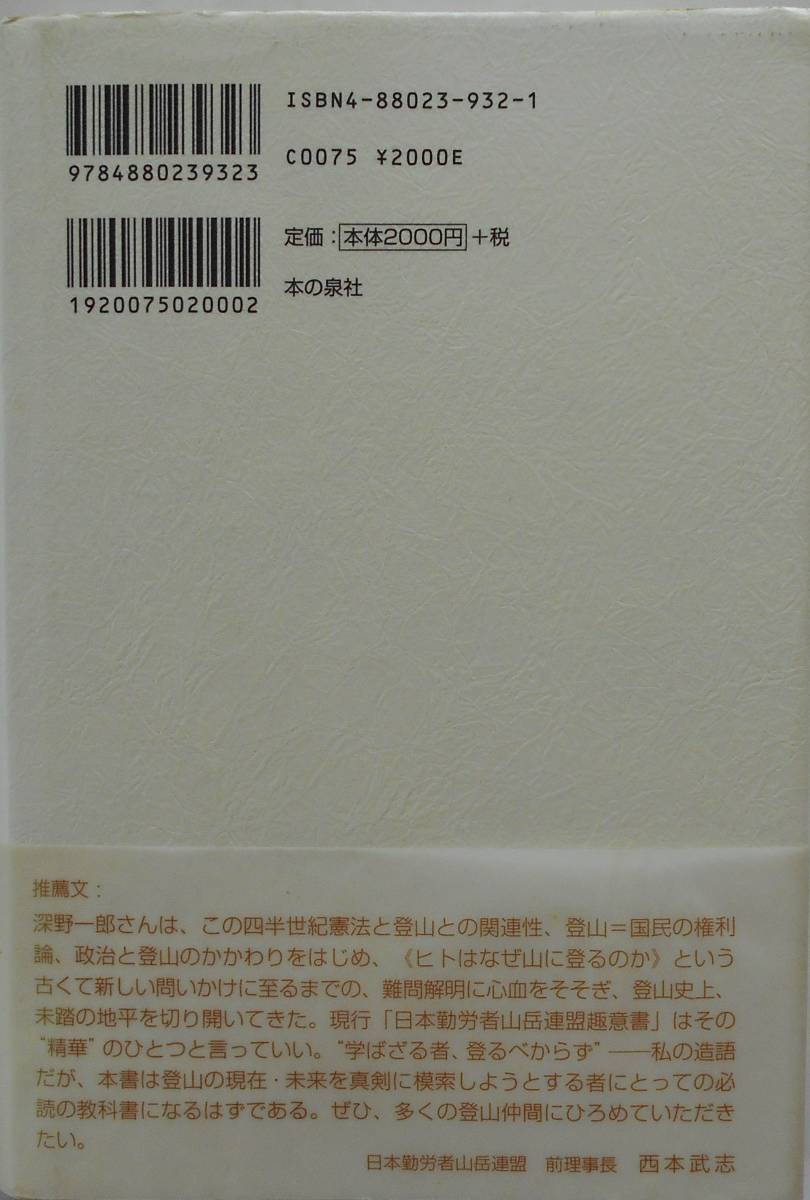 ISBN4-88023-932-1
9784880239323
C0075 ¥2000E
定価：本体2000円+税
1920075020002
本の泉社
推薦文：
深野一郎さんは、この四半世紀憲法と登山との関連性、登山＝国民の権利
論、政治と登山のかかわりをはじめ、《ヒトはなぜ山に登るのか》という
古くて新しい問いかけに至るまでの、難問解明に心血をそそぎ、登山史上、
未踏の地平を切り開いてきた。現行「日本勤労者山岳連盟趣意書」はその
“精華”のひとつと言っていい。“学ばざる者、登るべからず”――私の造語
だが、本書は登山の現在・未来を真剣に模索しようとする者にとっての必
読の教科書になるはずである。ぜひ、多くの登山仲間にひろめていただき
たい。
日本勤労者山岳連盟　前理事長　西本武志